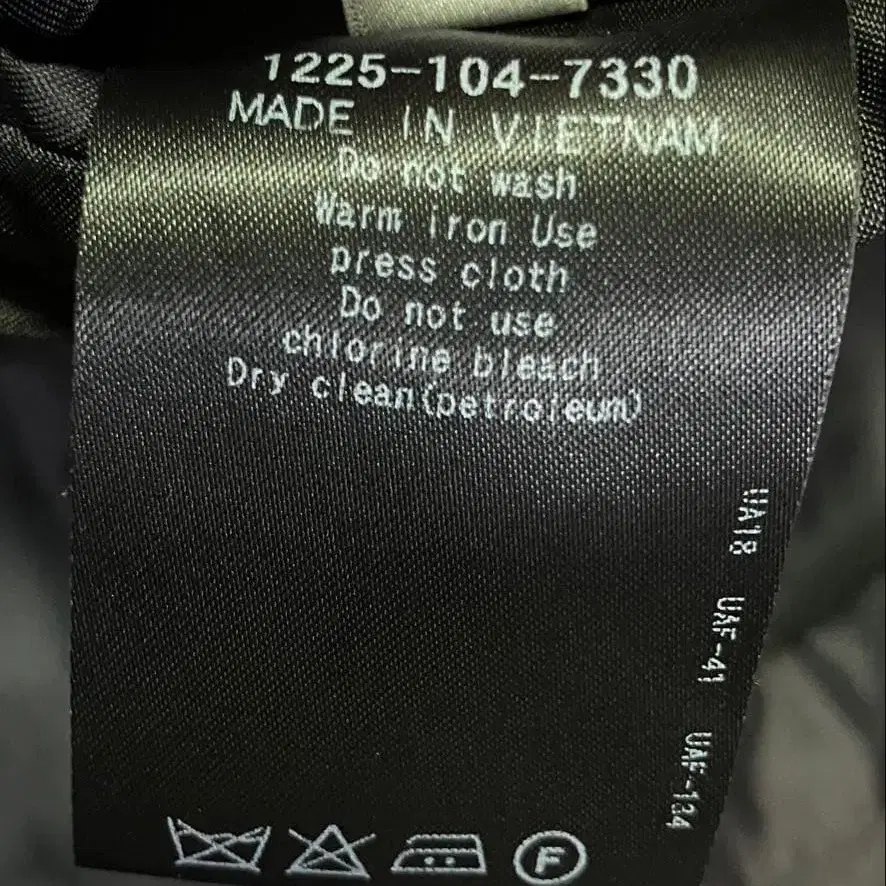 1225-104-7330
MADE IN VIETNAM
Do not wash
Warm iron Use
press cloth
Do not use
chlorine bleach
Dry clean(petroleum)
UA18 UAF-41 UAF-134
F